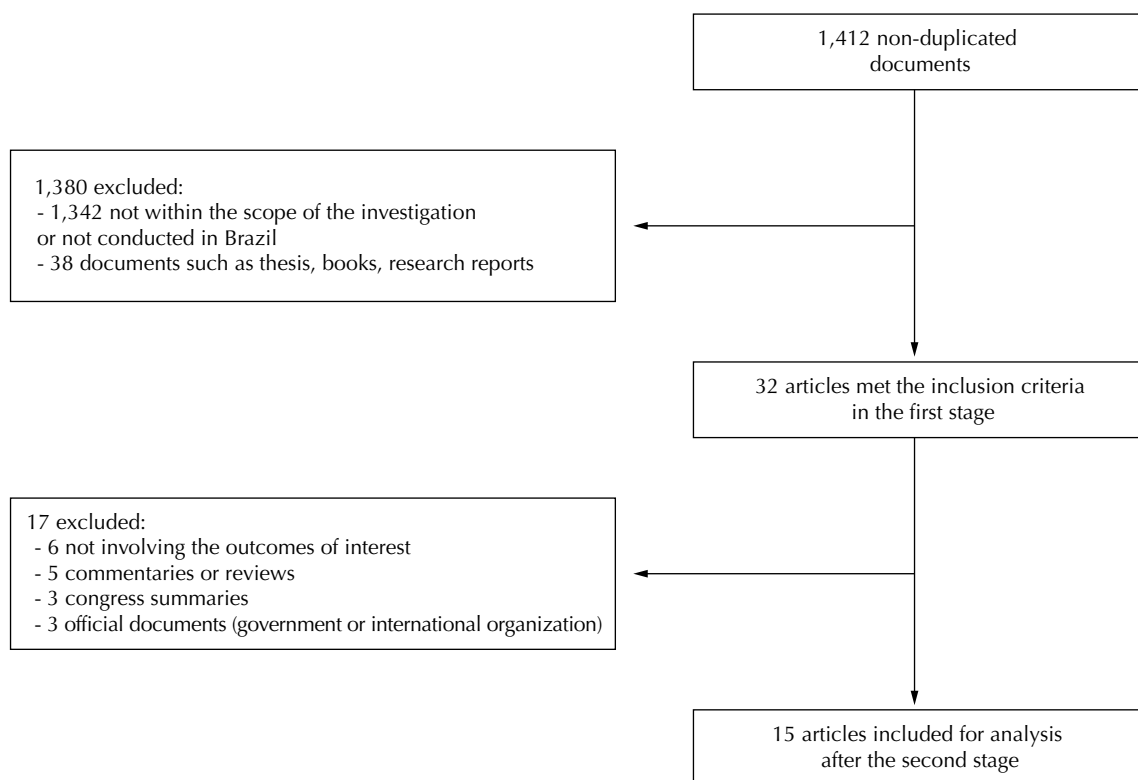 1,412 non-duplicated
documents
1,380 excluded:
- 1,342 not within the scope of the investigation
or not conducted in Brazil
- 38 documents such as thesis, books, research reports
32 articles met the inclusion criteria
in the first stage
17 excluded:
- 6 not involving the outcomes of interest
- 5 commentaries or reviews
- 3 congress summaries
- 3 official documents (government or international organization)
15 articles included for analysis
after the second stage